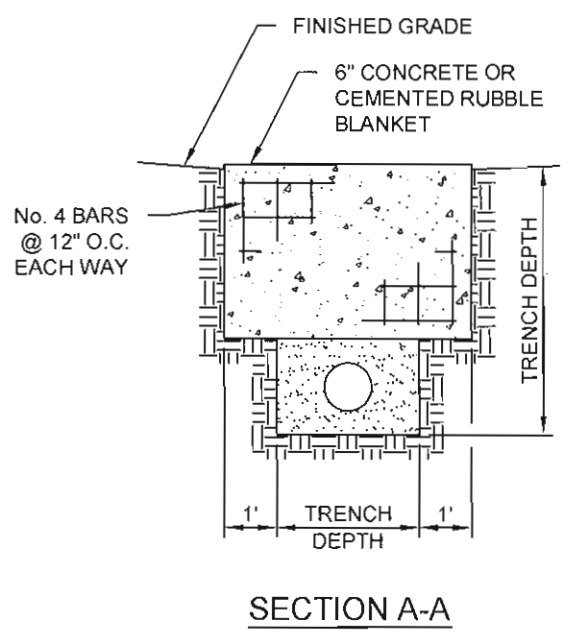 FINISHED GRADE
6" CONCRETE OR
CEMENTED RUBBLE
BLANKET
No. 4 BARS
@ 12" O.C.
EACH WAY
TRENCH DEPTH
1'
TRENCH
DEPTH
1'
SECTION A-A